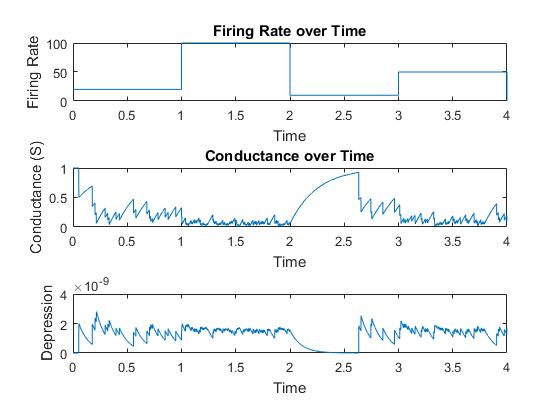 Firing Rate over Time
Firing Rate
100
50
0
0 0.5 1 1.5 2 2.5 3 3.5 4
Time
Conductance over Time
Conductance (S)
1
0.5
0
0 0.5 1 1.5 2 2.5 3 3.5 4
Time
×10⁻⁹
Depression
4
2
0
0 0.5 1 1.5 2 2.5 3 3.5 4
Time